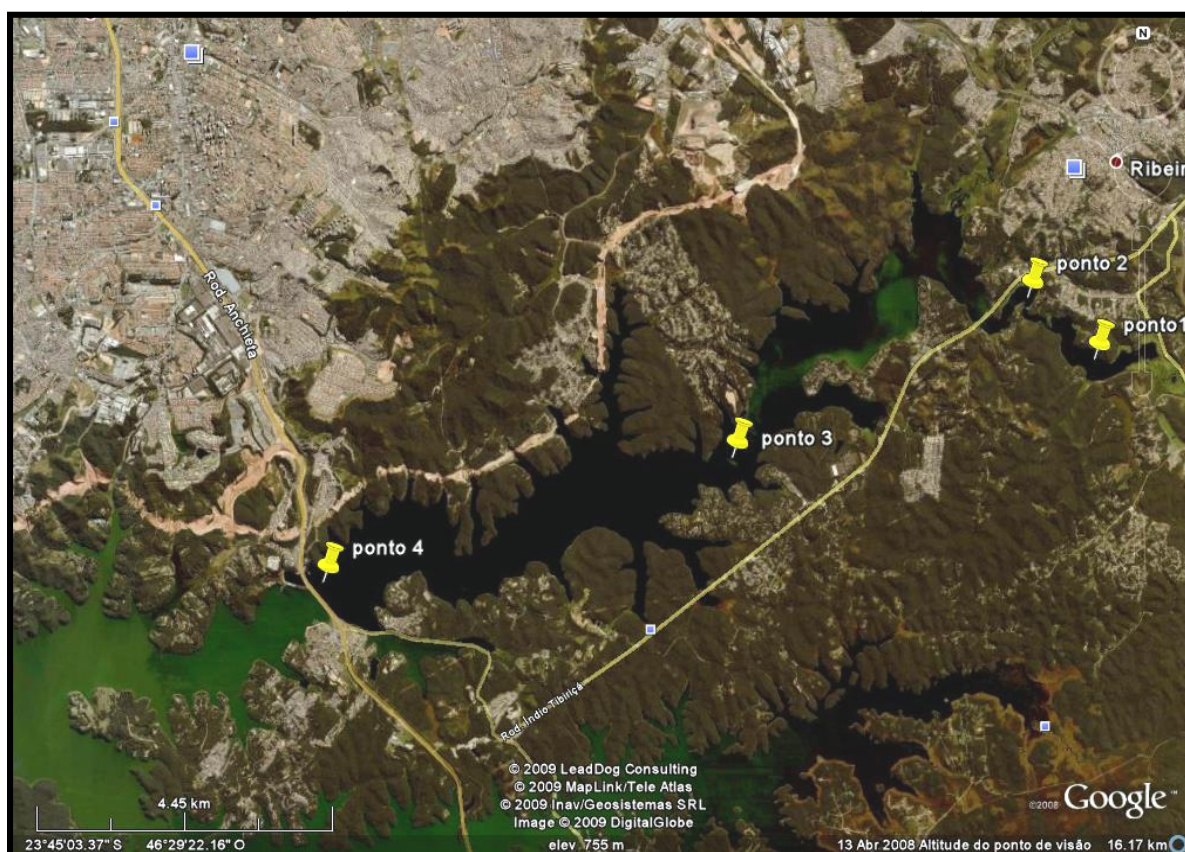 N
Ribeir
ponto 2
ponto1
Rod. Anchieta
ponto 3
ponto 4
Rod. Índio Tibiriçá
© 2009 LeadDog Consulting
© 2009 MapLink/Tele Atlas
© 2009 Inav/Geosistemas SRL
Image © 2009 DigitalGlobe
4.45 km
©2008 Google™
23°45'03.37" S 46°29'22.16" O elev 755 m 13 Abr 2008 Altitude do ponto de visão 16.17 km